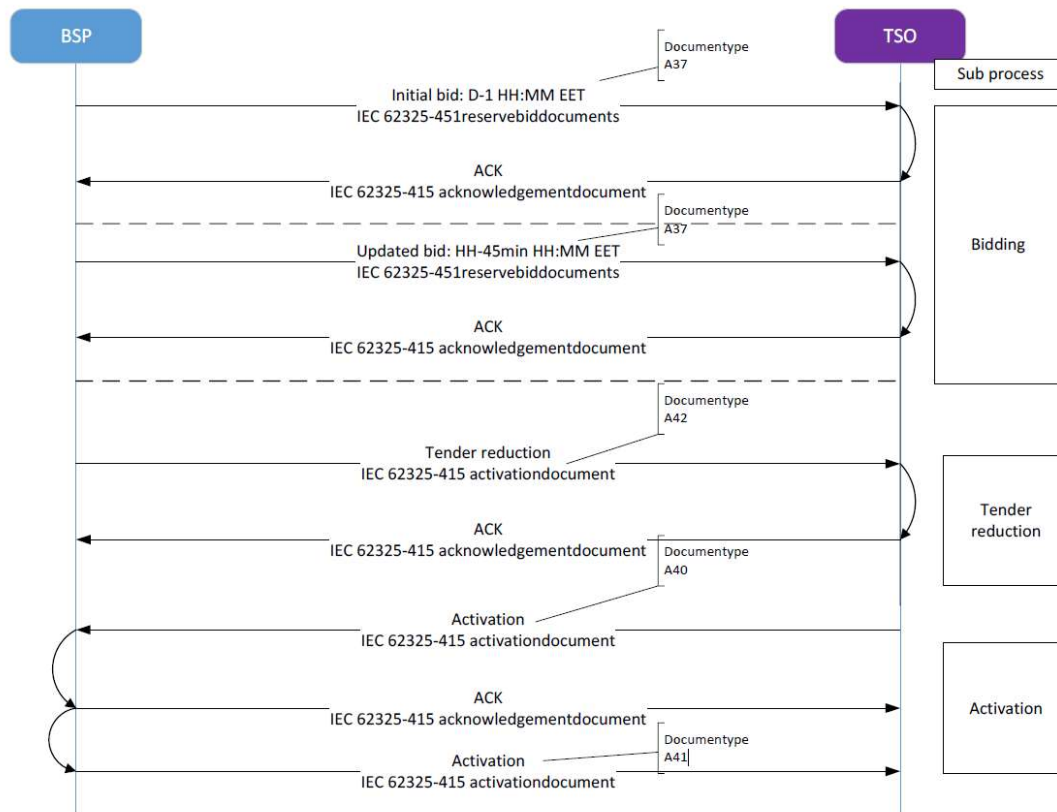 BSP
TSO
Documentype
A37
Sub process
Initial bid: D-1 HH:MM EET
IEC 62325-451reservebiddocuments
ACK
IEC 62325-415 acknowledgementdocument
Documentype
A37
Bidding
Updated bid: HH-45min HH:MM EET
IEC 62325-451reservebiddocuments
ACK
IEC 62325-415 acknowledgementdocument
Documentype
A42
Tender reduction
IEC 62325-415 activationdocument
Tender
reduction
ACK
IEC 62325-415 acknowledgementdocument
Documentype
A40
Activation
IEC 62325-415 activationdocument
ACK
IEC 62325-415 acknowledgementdocument
Activation
Documentype
A41
Activation
IEC 62325-415 activationdocument